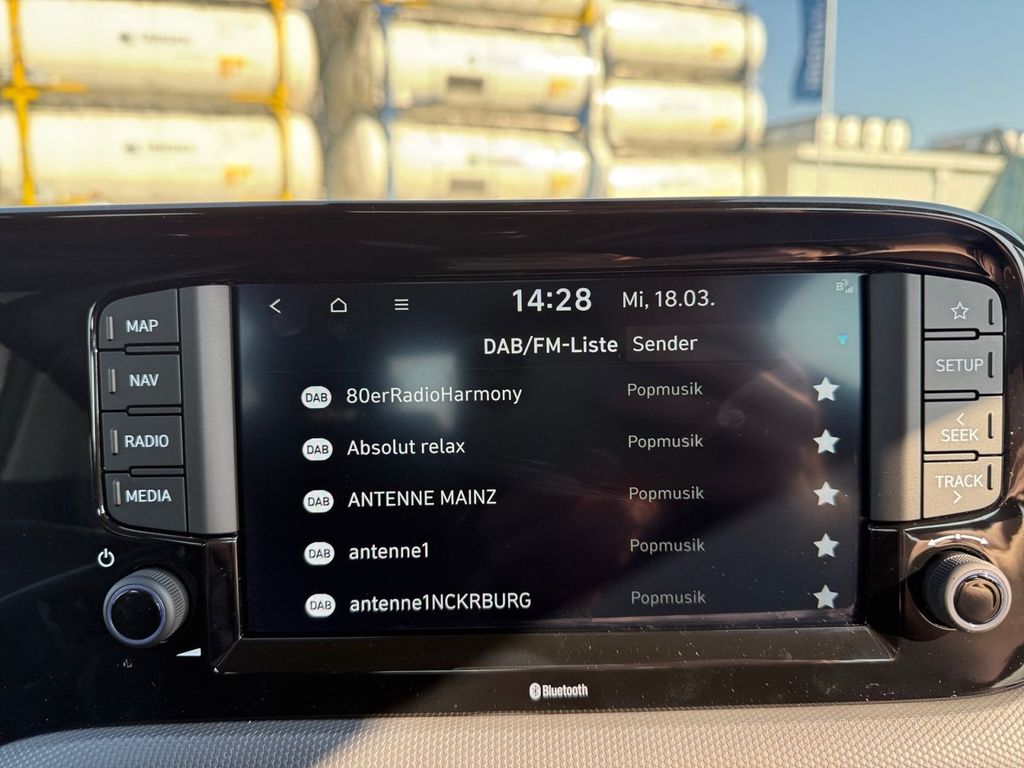 14:28 Mi, 18.03.
DAB/FM-Liste Sender
DAB 80erRadioHarmony Popmusik
DAB Absolut relax Popmusik
DAB ANTENNE MAINZ Popmusik
DAB antenne1 Popmusik
DAB antenne1NCKRBURG Popmusik
MAP
NAV
RADIO
MEDIA
SETUP
SEEK
TRACK
Bluetooth